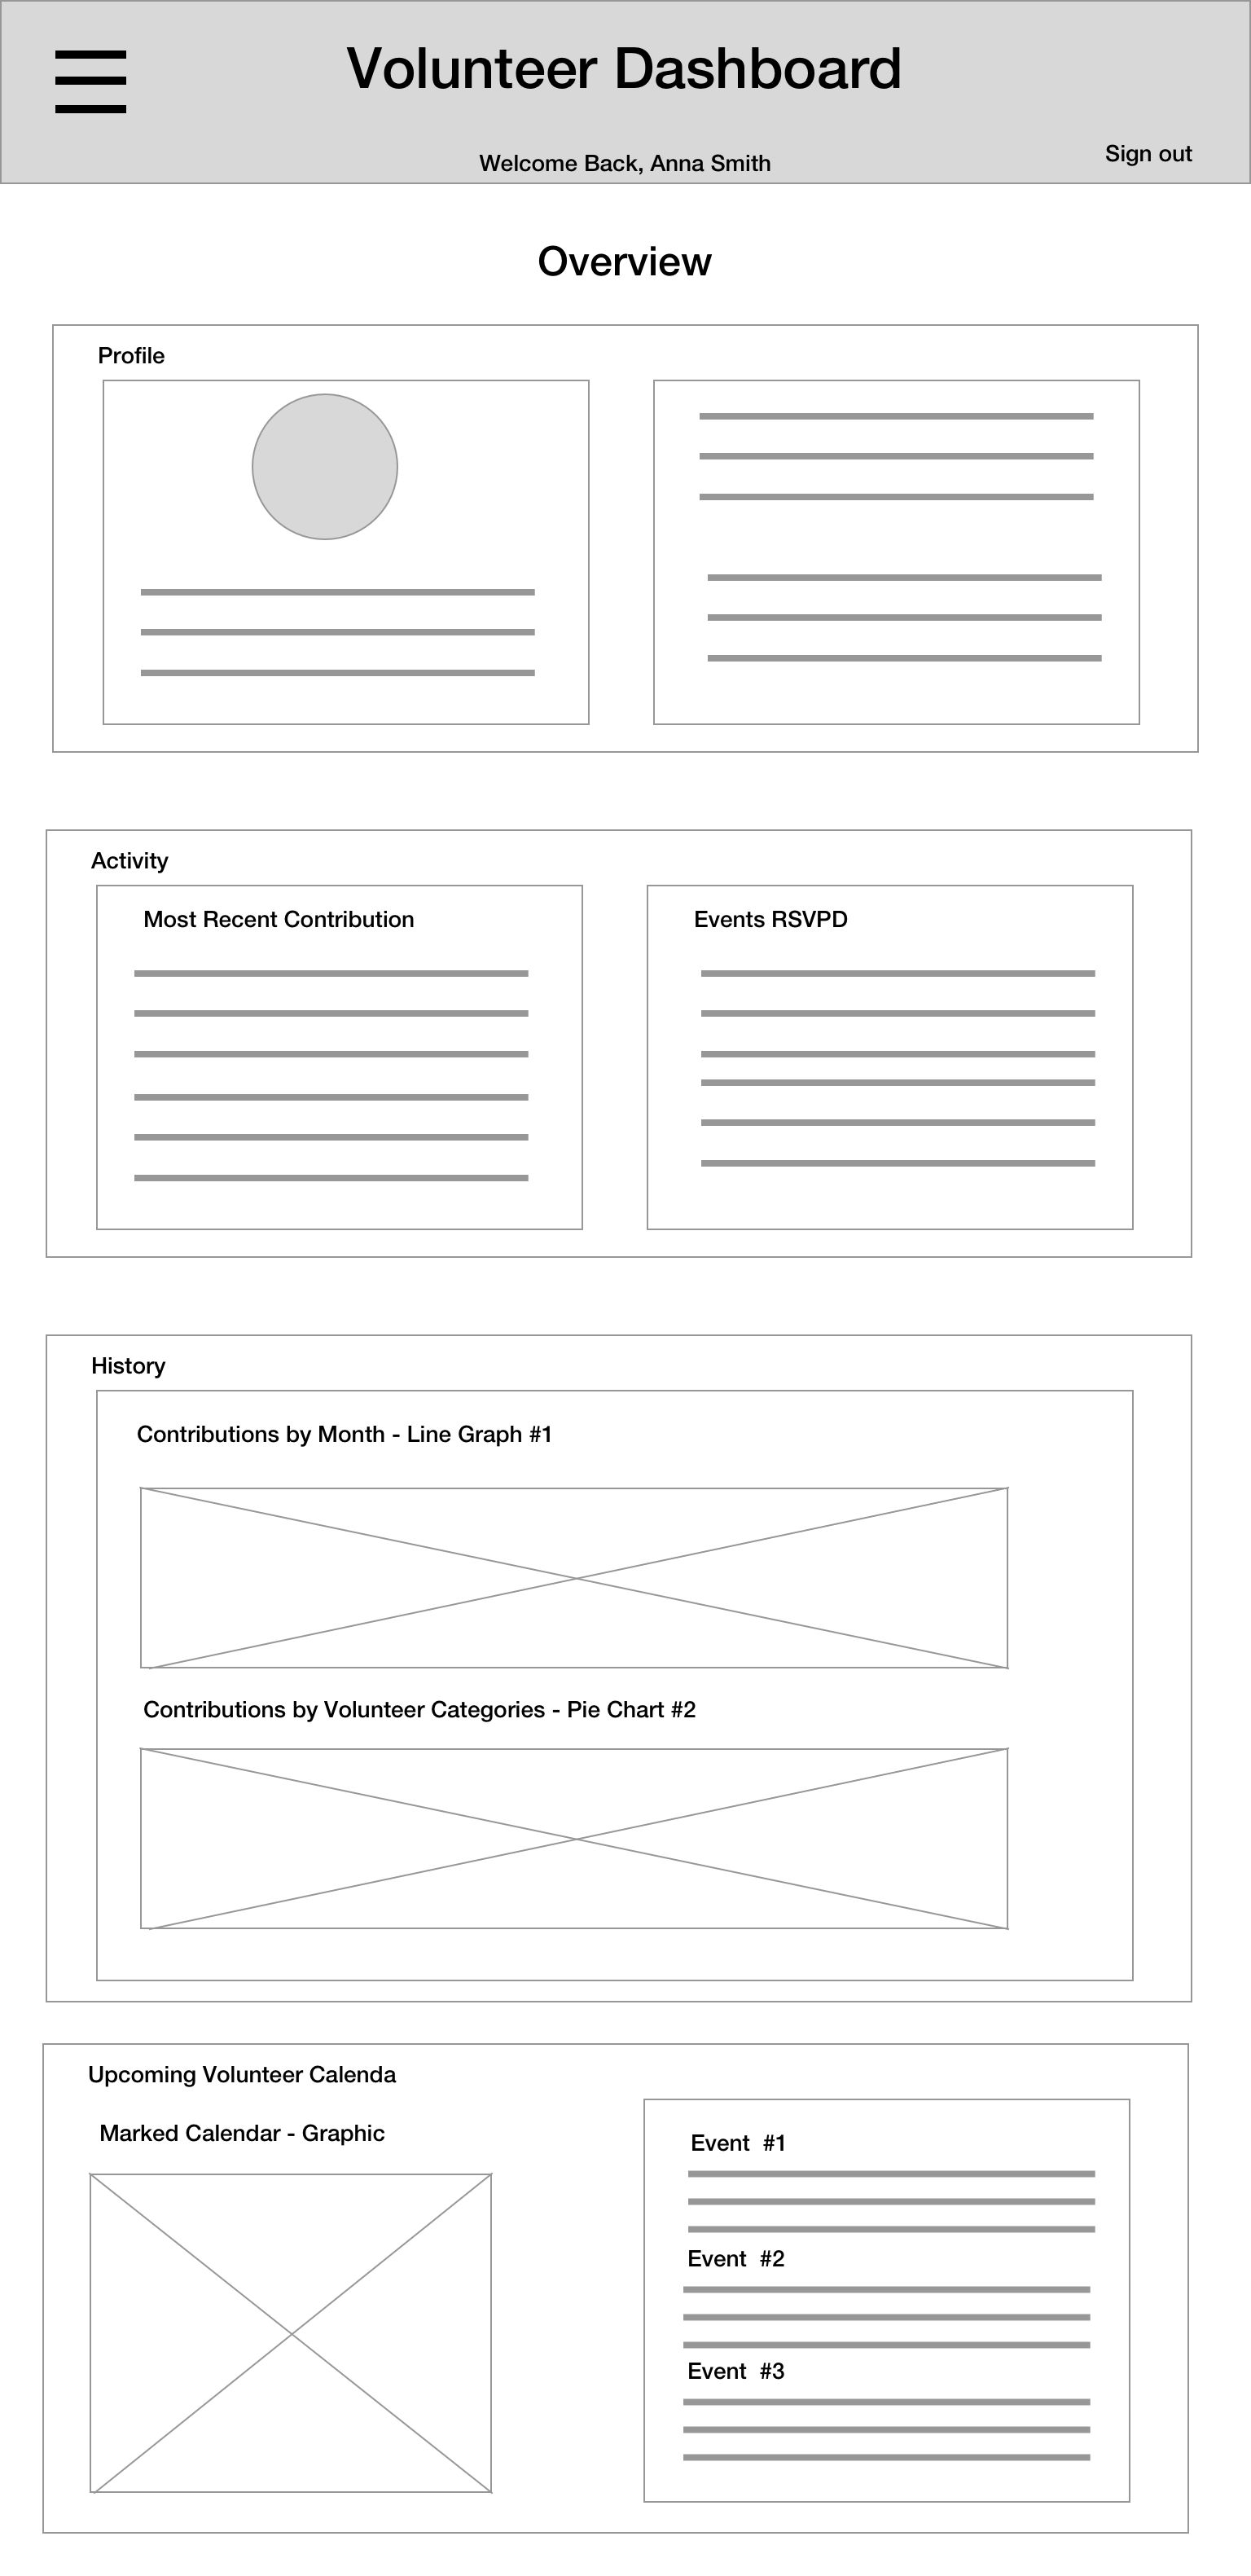 Volunteer Dashboard
Welcome Back, Anna Smith
Sign out
Overview
Profile
Activity
Most Recent Contribution
Events RSVPD
History
Contributions by Month - Line Graph #1
Contributions by Volunteer Categories - Pie Chart #2
Upcoming Volunteer Calenda
Marked Calendar - Graphic
Event #1
Event #2
Event #3